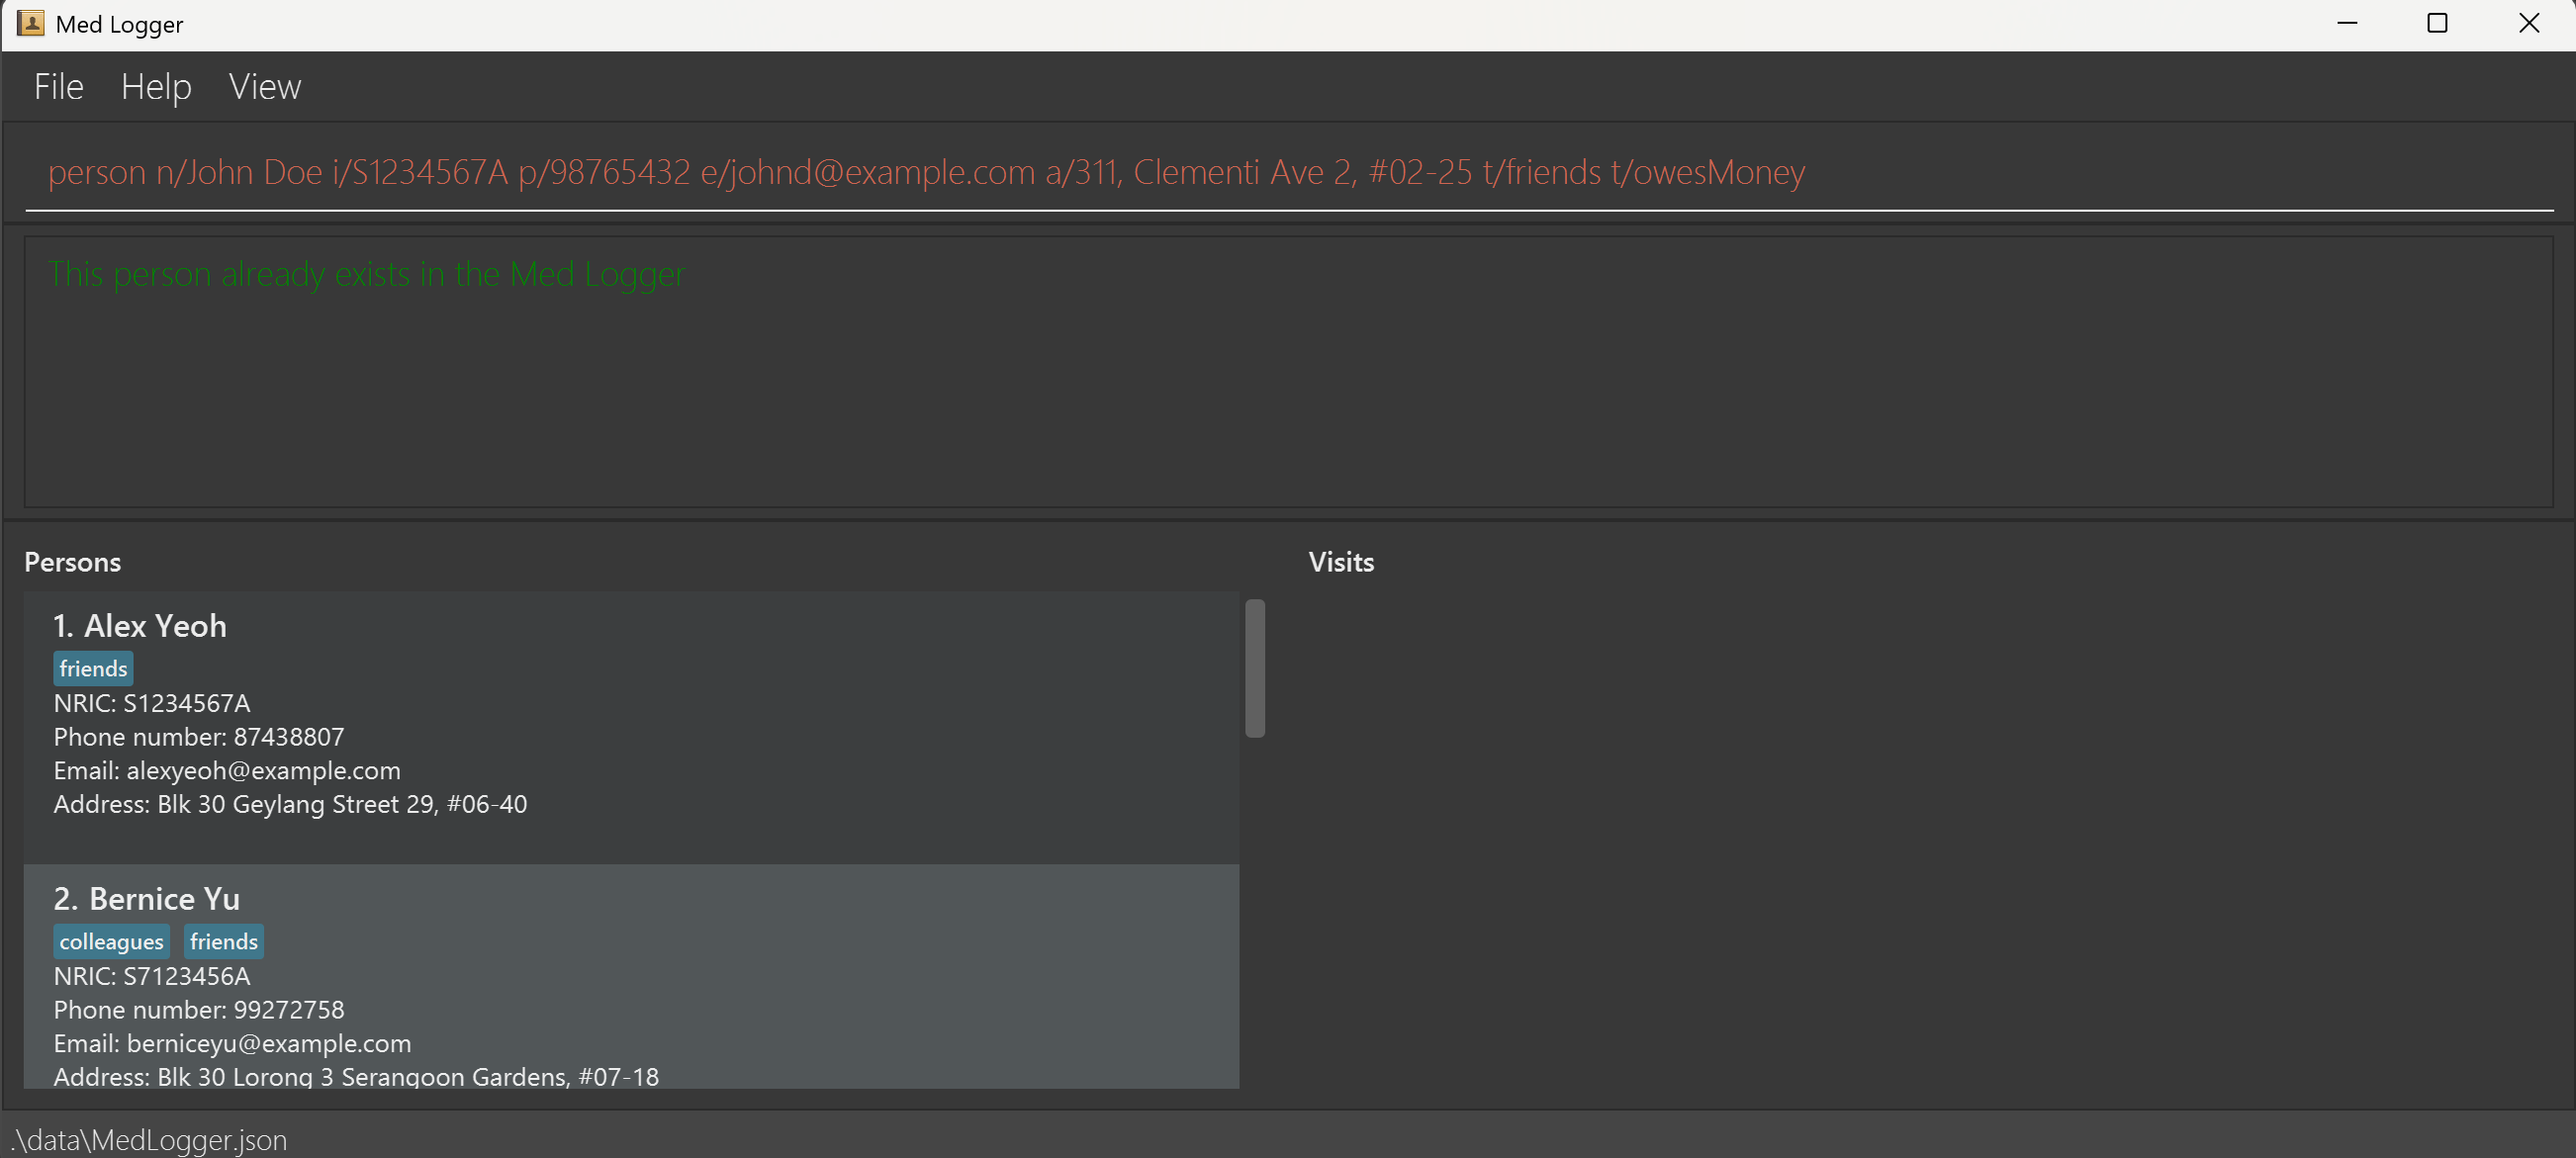 Med Logger
File Help View
person n/John Doe i/S1234567A p/98765432 e/johnd@example.com a/311, Clementi Ave 2, #02-25 t/friends t/owesMoney
This person already exists in the Med Logger
Persons
1. Alex Yeoh
friends
NRIC: S1234567A
Phone number: 87438807
Email: alexyeoh@example.com
Address: Blk 30 Geylang Street 29, #06-40
2. Bernice Yu
colleagues friends
NRIC: S7123456A
Phone number: 99272758
Email: berniceyu@example.com
Address: Blk 30 Lorong 3 Serangoon Gardens, #07-18
Visits
.\data\MedLogger.json